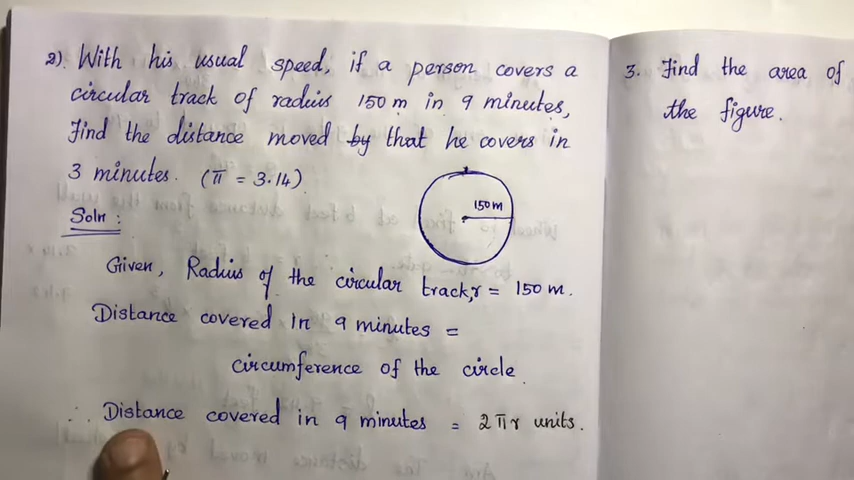 2). With his usual speed, if a person covers a
circular track of radius 150 m in 9 minutes,
Find the distance moved by that he covers in
3 minutes. (π = 3.14)
150 m
Soln :
Given, Radius of the circular track, r = 150 m.
Distance covered in 9 minutes =
circumference of the circle
∴ Distance covered in 9 minutes = 2πr units.
3. Find the area of
the figure.